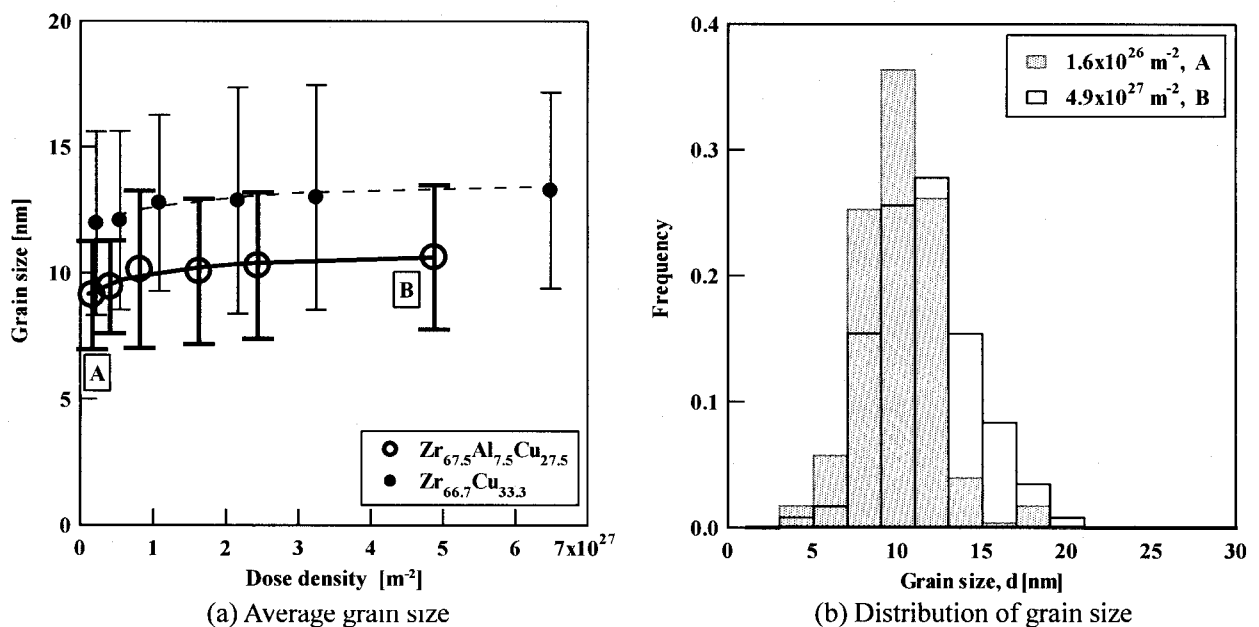 20
15
10
5
0
Grain size [nm]
A
B
Zr67.5Al7.5Cu27.5
Zr66.7Cu33.3
0 1 2 3 4 5 6 7x10^27
Dose density [m^-2]
(a) Average grain size
0.4
0.3
0.2
0.1
0.0
Frequency
1.6x10^26 m^-2, A
4.9x10^27 m^-2, B
0 5 10 15 20 25 30
Grain size, d [nm]
(b) Distribution of grain size